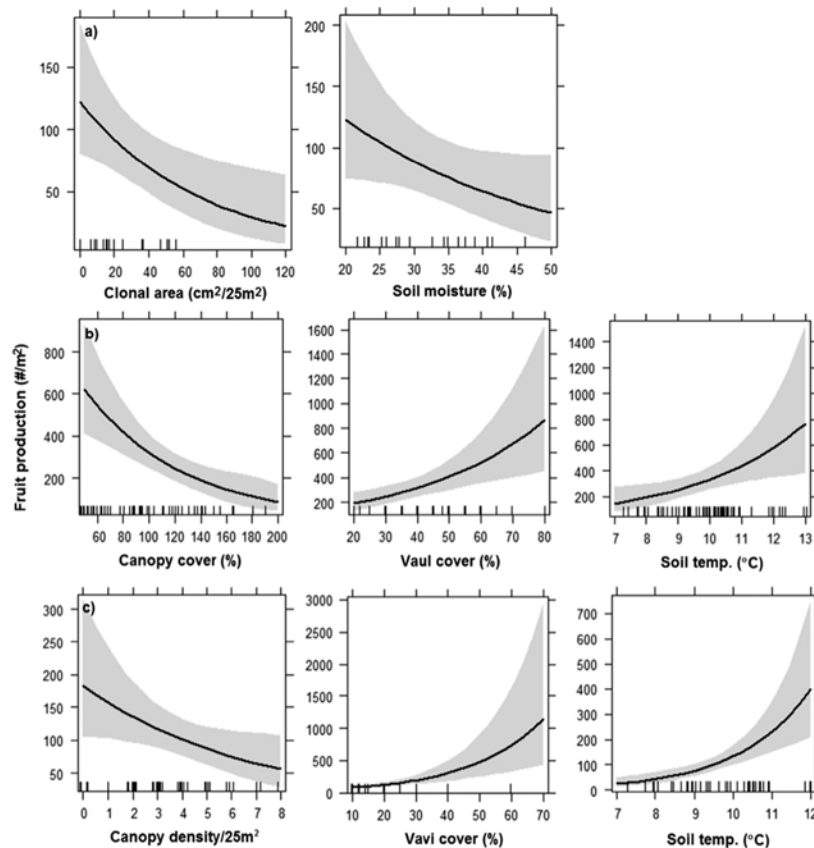 a)
150
100
50
0 20 40 60 80 100 120
Clonal area (cm²/25m²)
200
150
100
50
20 25 30 35 40 45 50
Soil moisture (%)
Fruit production (#/m²)
b)
800
600
400
200
60 80 100 120 140 160 180 200
Canopy cover (%)
1600
1400
1200
1000
800
600
400
200
20 30 40 50 60 70 80
Vaul cover (%)
1400
1200
1000
800
600
400
200
7 8 9 10 11 12 13
Soil temp. (°C)
c)
300
250
200
150
100
50
0 1 2 3 4 5 6 7 8
Canopy density/25m²
3000
2500
2000
1500
1000
500
0
10 20 30 40 50 60 70
Vavi cover (%)
700
600
500
400
300
200
100
0
7 8 9 10 11 12
Soil temp. (°C)